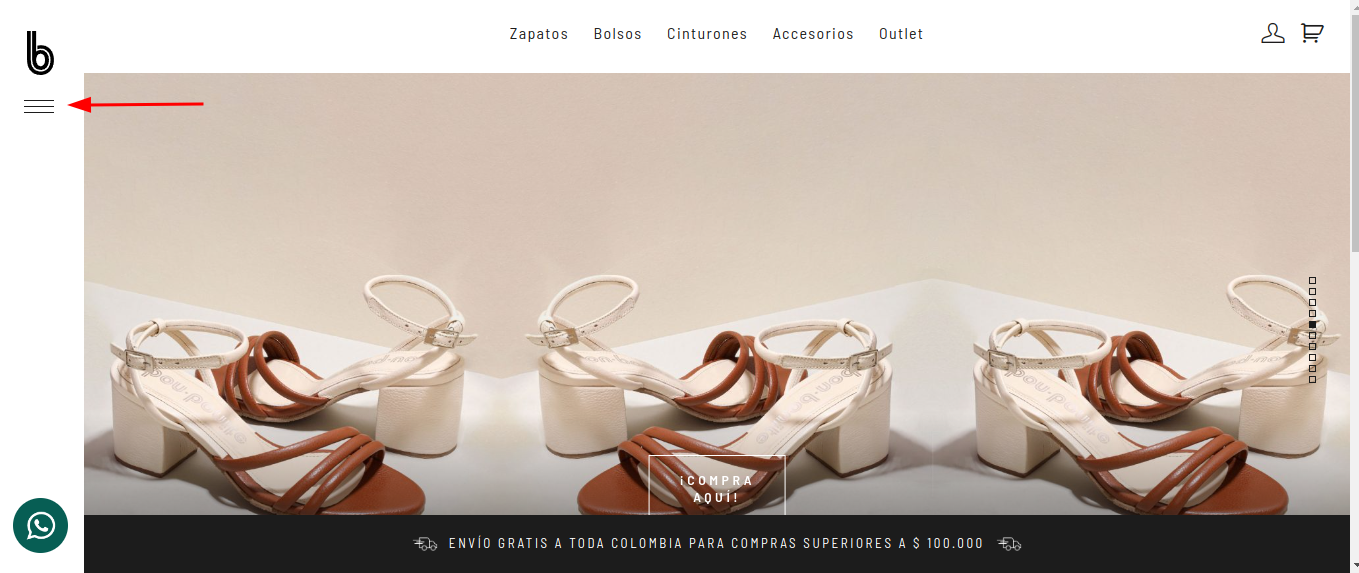 b
Zapatos Bolsos Cinturones Accesorios Outlet
¡COMPRA
AQUÍ!
ENVÍO GRATIS A TODA COLOMBIA PARA COMPRAS SUPERIORES A $ 100.000